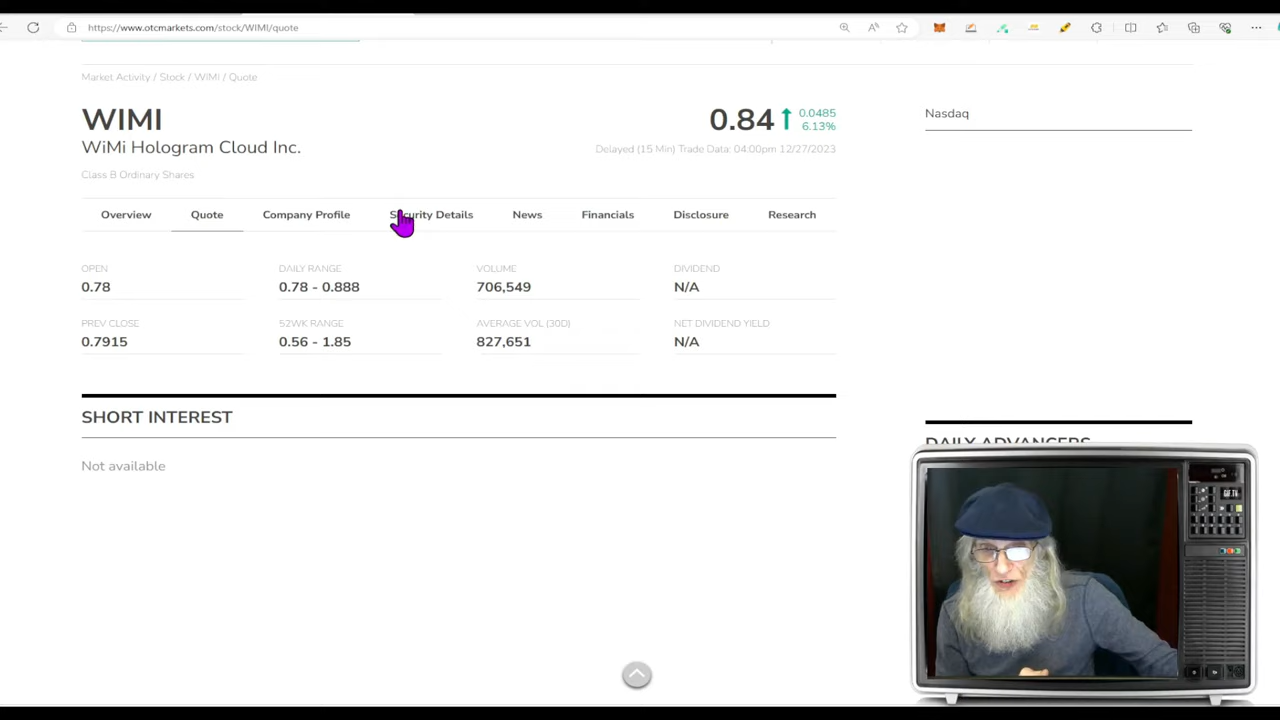 https://www.otcmarkets.com/stock/WIMI/quote
Market Activity / Stock / WIMI / Quote
WIMI
0.84
0.0485
6.13%
WiMi Hologram Cloud Inc.
Delayed (15 Min) Trade Data: 04:00pm 12/27/2023
Class B Ordinary Shares
Nasdaq
Overview Quote Company Profile Security Details News Financials Disclosure Research
OPEN DAILY RANGE VOLUME DIVIDEND
0.78 0.78 - 0.888 706,549 N/A
PREV CLOSE 52WK RANGE AVERAGE VOL (30D) NET DIVIDEND YIELD
0.7915 0.56 - 1.85 827,651 N/A
SHORT INTEREST
Not available
DAILY ADVANCERS
GIF TV